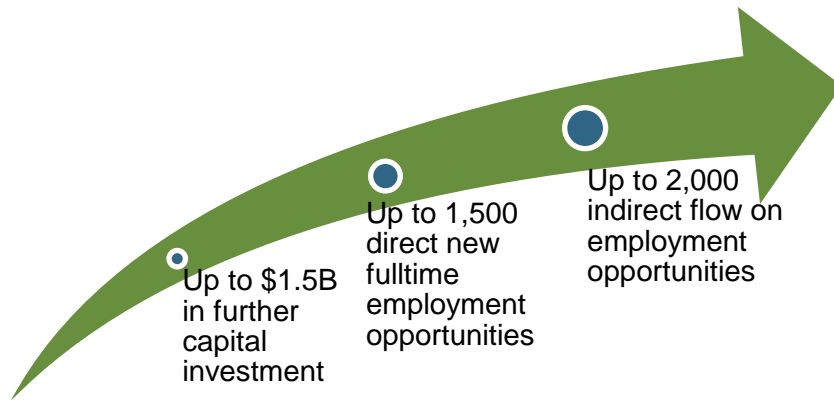 Up to $1.5B
in further
capital
investment
Up to 1,500
direct new
fulltime
employment
opportunities
Up to 2,000
indirect flow on
employment
opportunities